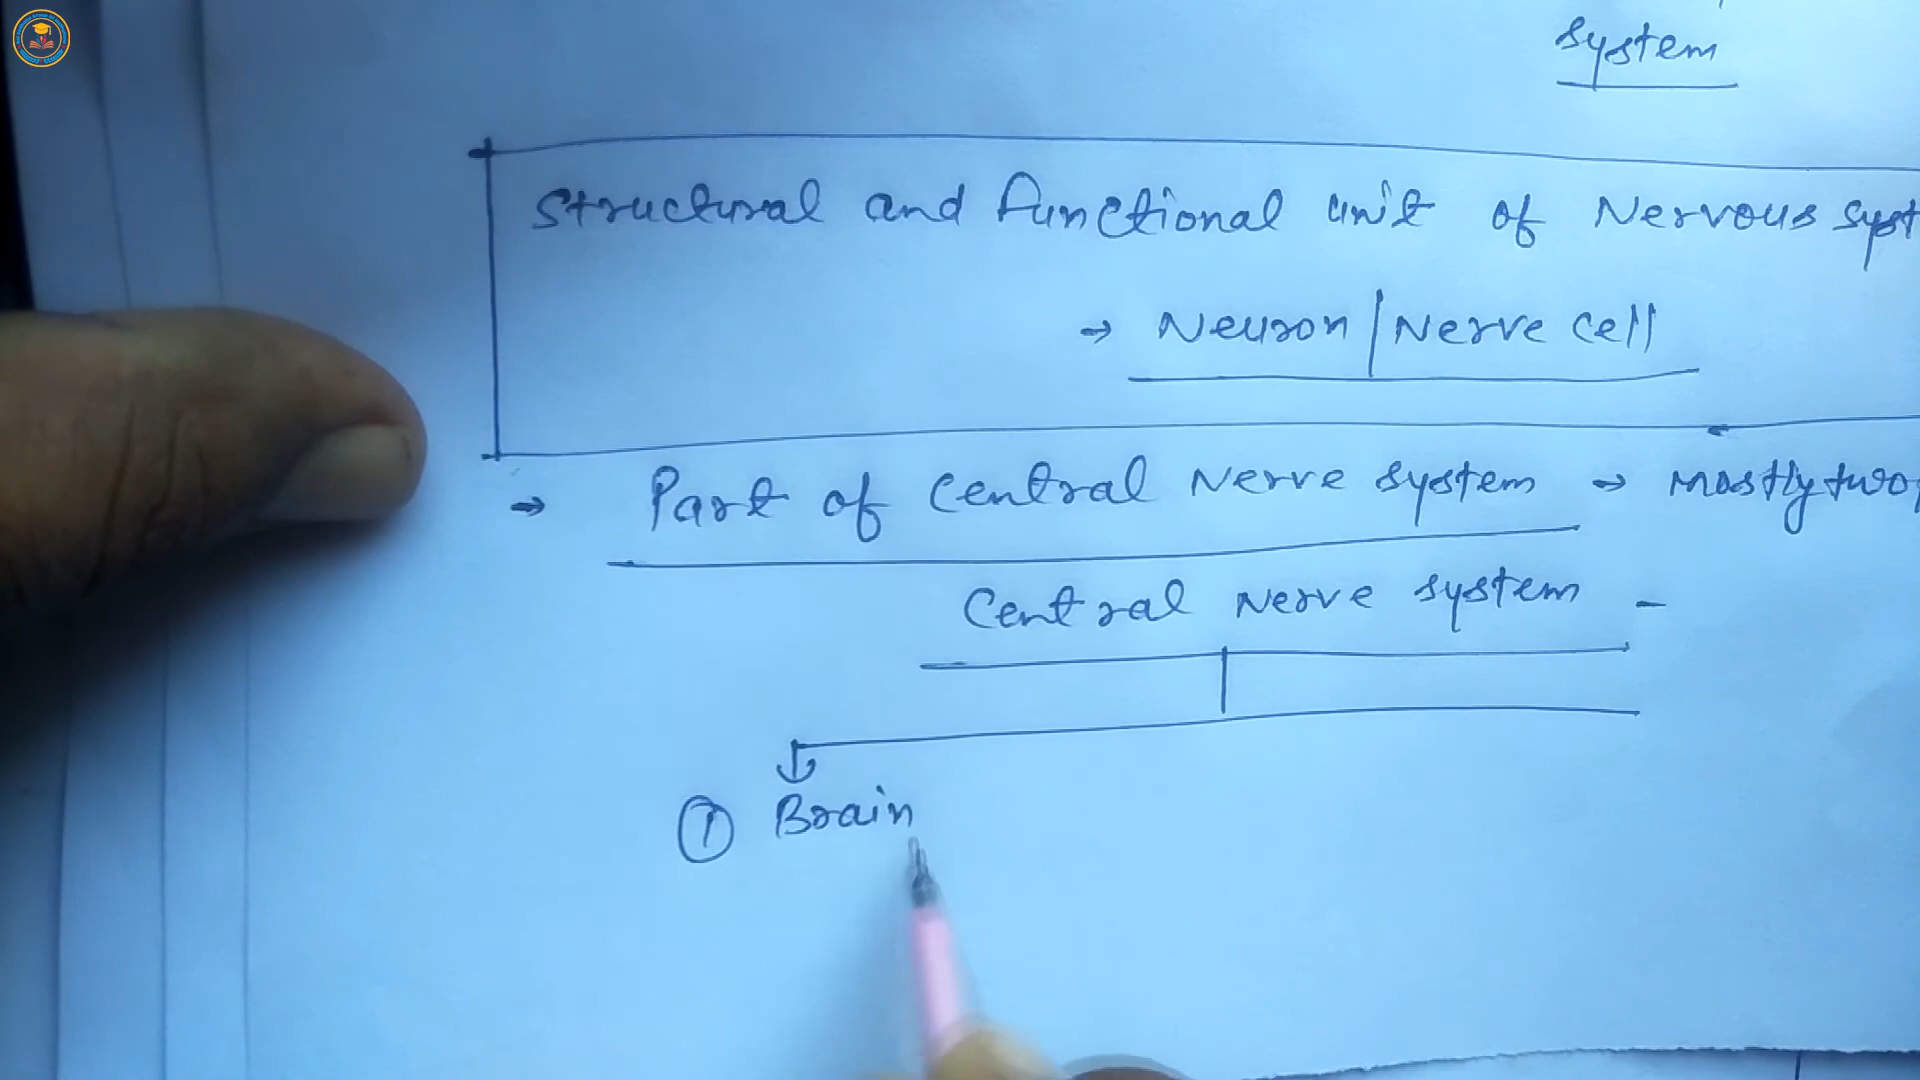 System
Structural and functional unit of Nervous syst
→ Neuron | Nerve cell
→ Part of central Nerve system → mostly two
Central Nerve system -
① Brain